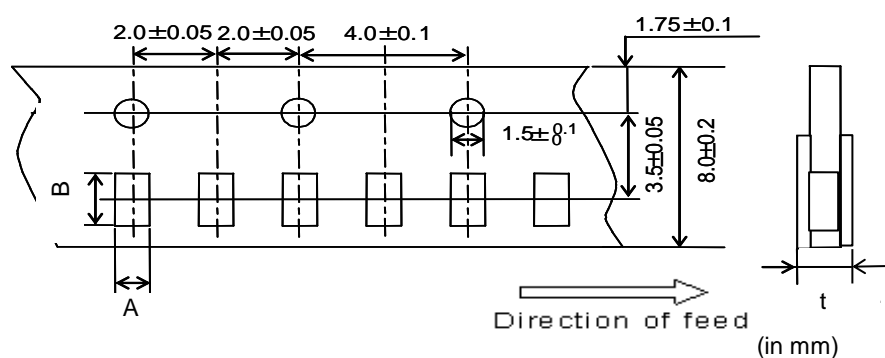 2.0±0.05 2.0±0.05 4.0±0.1 1.75±0.1
1.5±0.1 0
3.5±0.05
8.0±0.2
B
A
t
Direction of feed
(in mm)